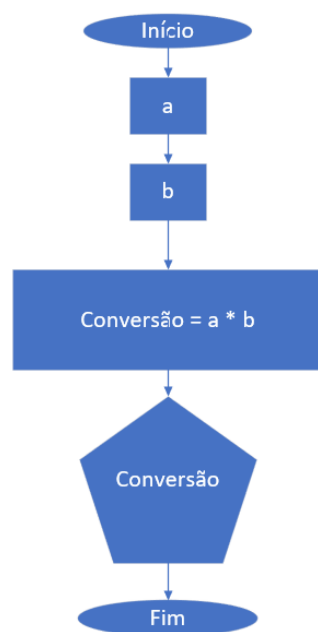 Início
a
b
Conversão = a * b
Conversão
Fim